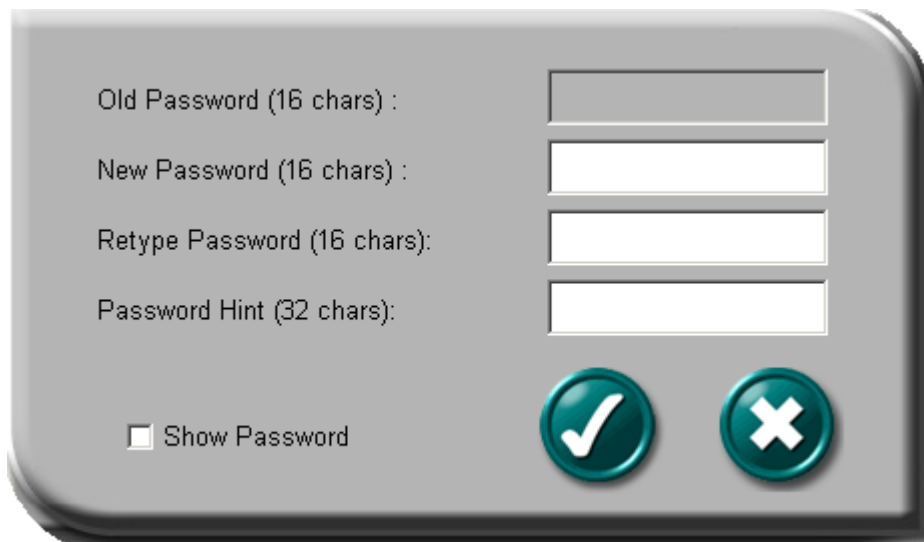 Old Password (16 chars) :
New Password (16 chars) :
Retype Password (16 chars):
Password Hint (32 chars):
Show Password